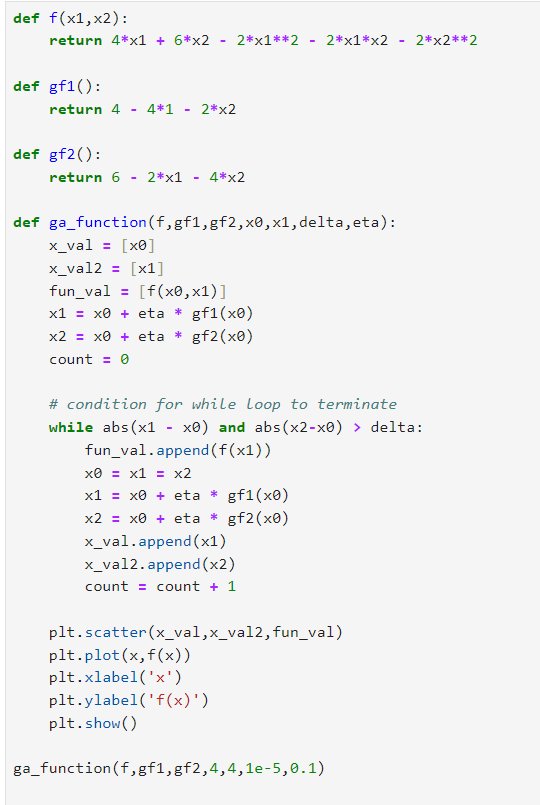 def f(x1,x2):
    return 4*x1 + 6*x2 - 2*x1**2 - 2*x1*x2 - 2*x2**2

def gf1():
    return 4 - 4*1 - 2*x2

def gf2():
    return 6 - 2*x1 - 4*x2

def ga_function(f,gf1,gf2,x0,x1,delta,eta):
    x_val = [x0]
    x_val2 = [x1]
    fun_val = [f(x0,x1)]
    x1 = x0 + eta * gf1(x0)
    x2 = x0 + eta * gf2(x0)
    count = 0

    # condition for while loop to terminate
    while abs(x1 - x0) and abs(x2-x0) > delta:
        fun_val.append(f(x1))
        x0 = x1 = x2
        x1 = x0 + eta * gf1(x0)
        x2 = x0 + eta * gf2(x0)
        x_val.append(x1)
        x_val2.append(x2)
        count = count + 1

    plt.scatter(x_val,x_val2,fun_val)
    plt.plot(x,f(x))
    plt.xlabel('x')
    plt.ylabel('f(x)')
    plt.show()

ga_function(f,gf1,gf2,4,4,1e-5,0.1)